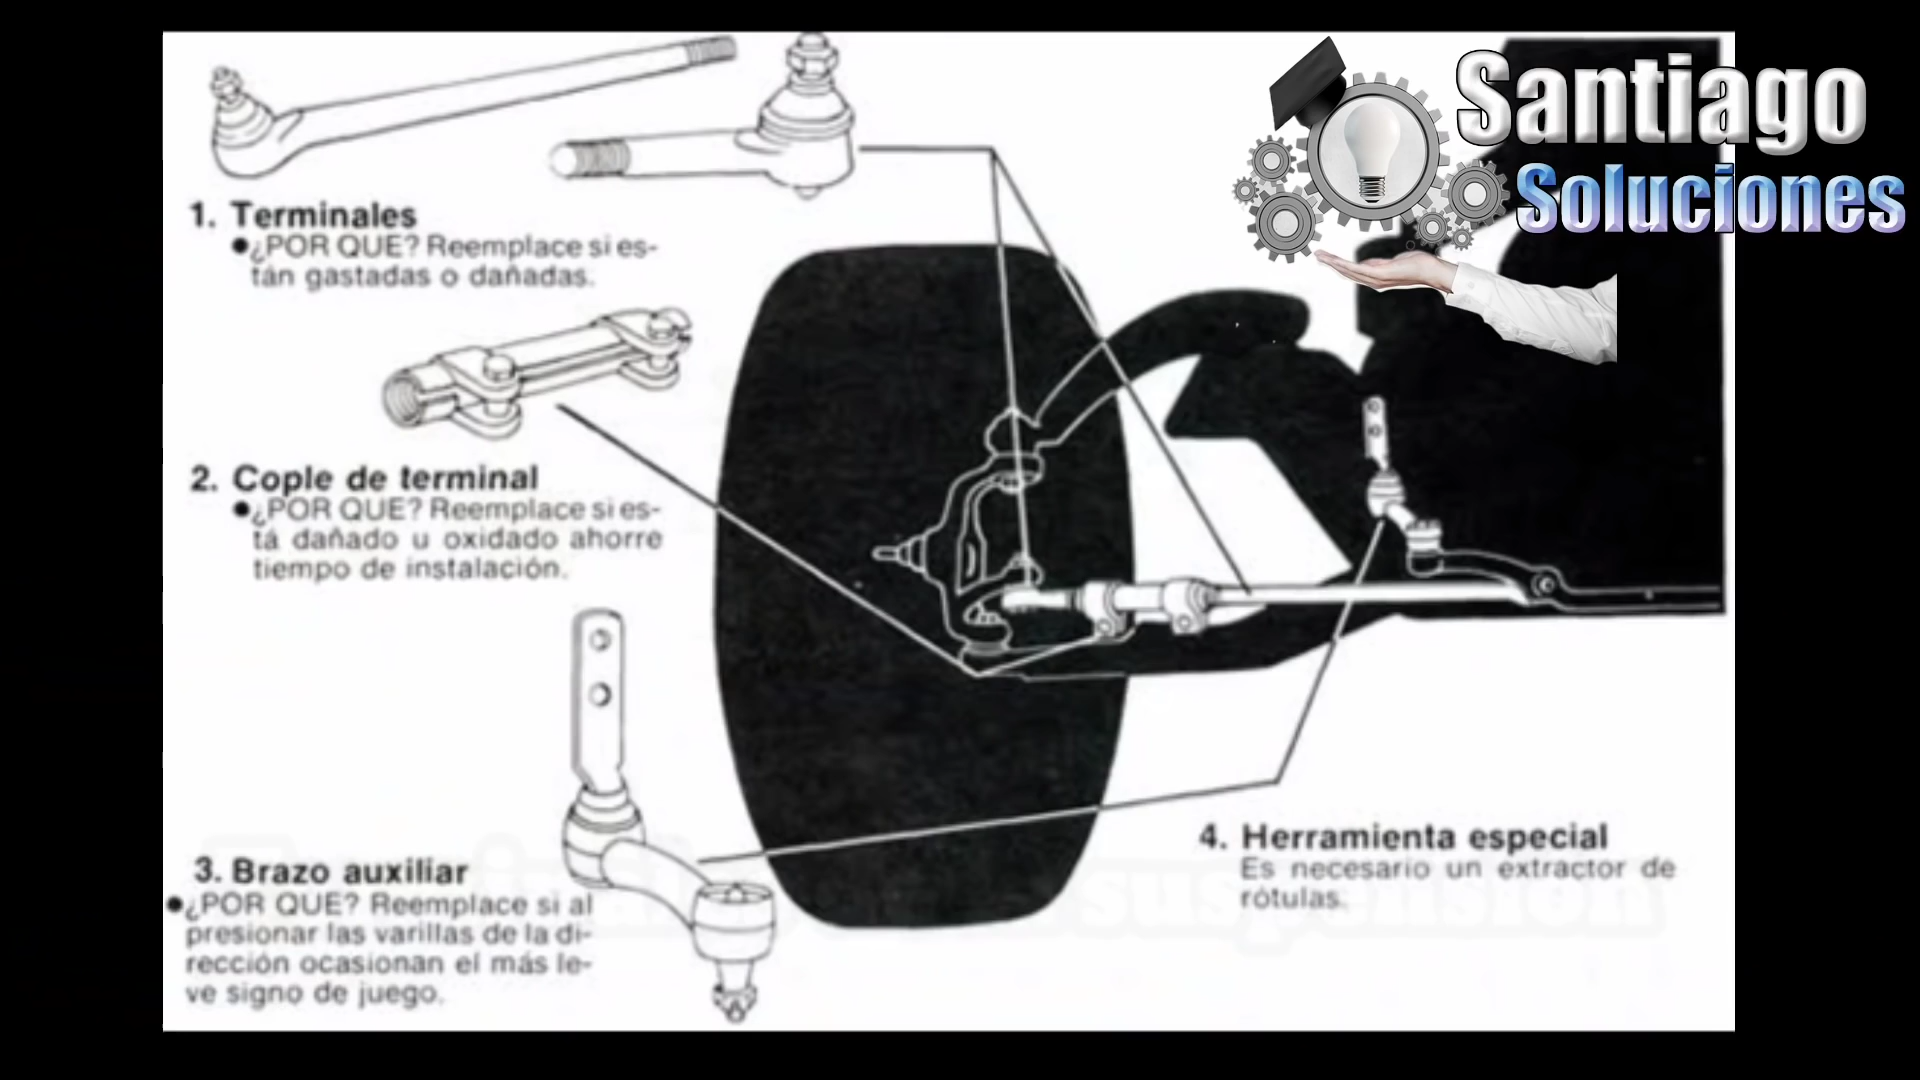 Santiago
Soluciones
1. Terminales
●¿POR QUE? Reemplace si es-
tán gastadas o dañadas.
2. Cople de terminal
●¿POR QUE? Reemplace si es-
tá dañado u oxidado ahorre
tiempo de instalación.
3. Brazo auxiliar
●¿POR QUE? Reemplace si al
presionar las varillas de la di-
rección ocasionan el más le-
ve signo de juego.
4. Herramienta especial
Es necesario un extractor de
rótulas.
suspensión